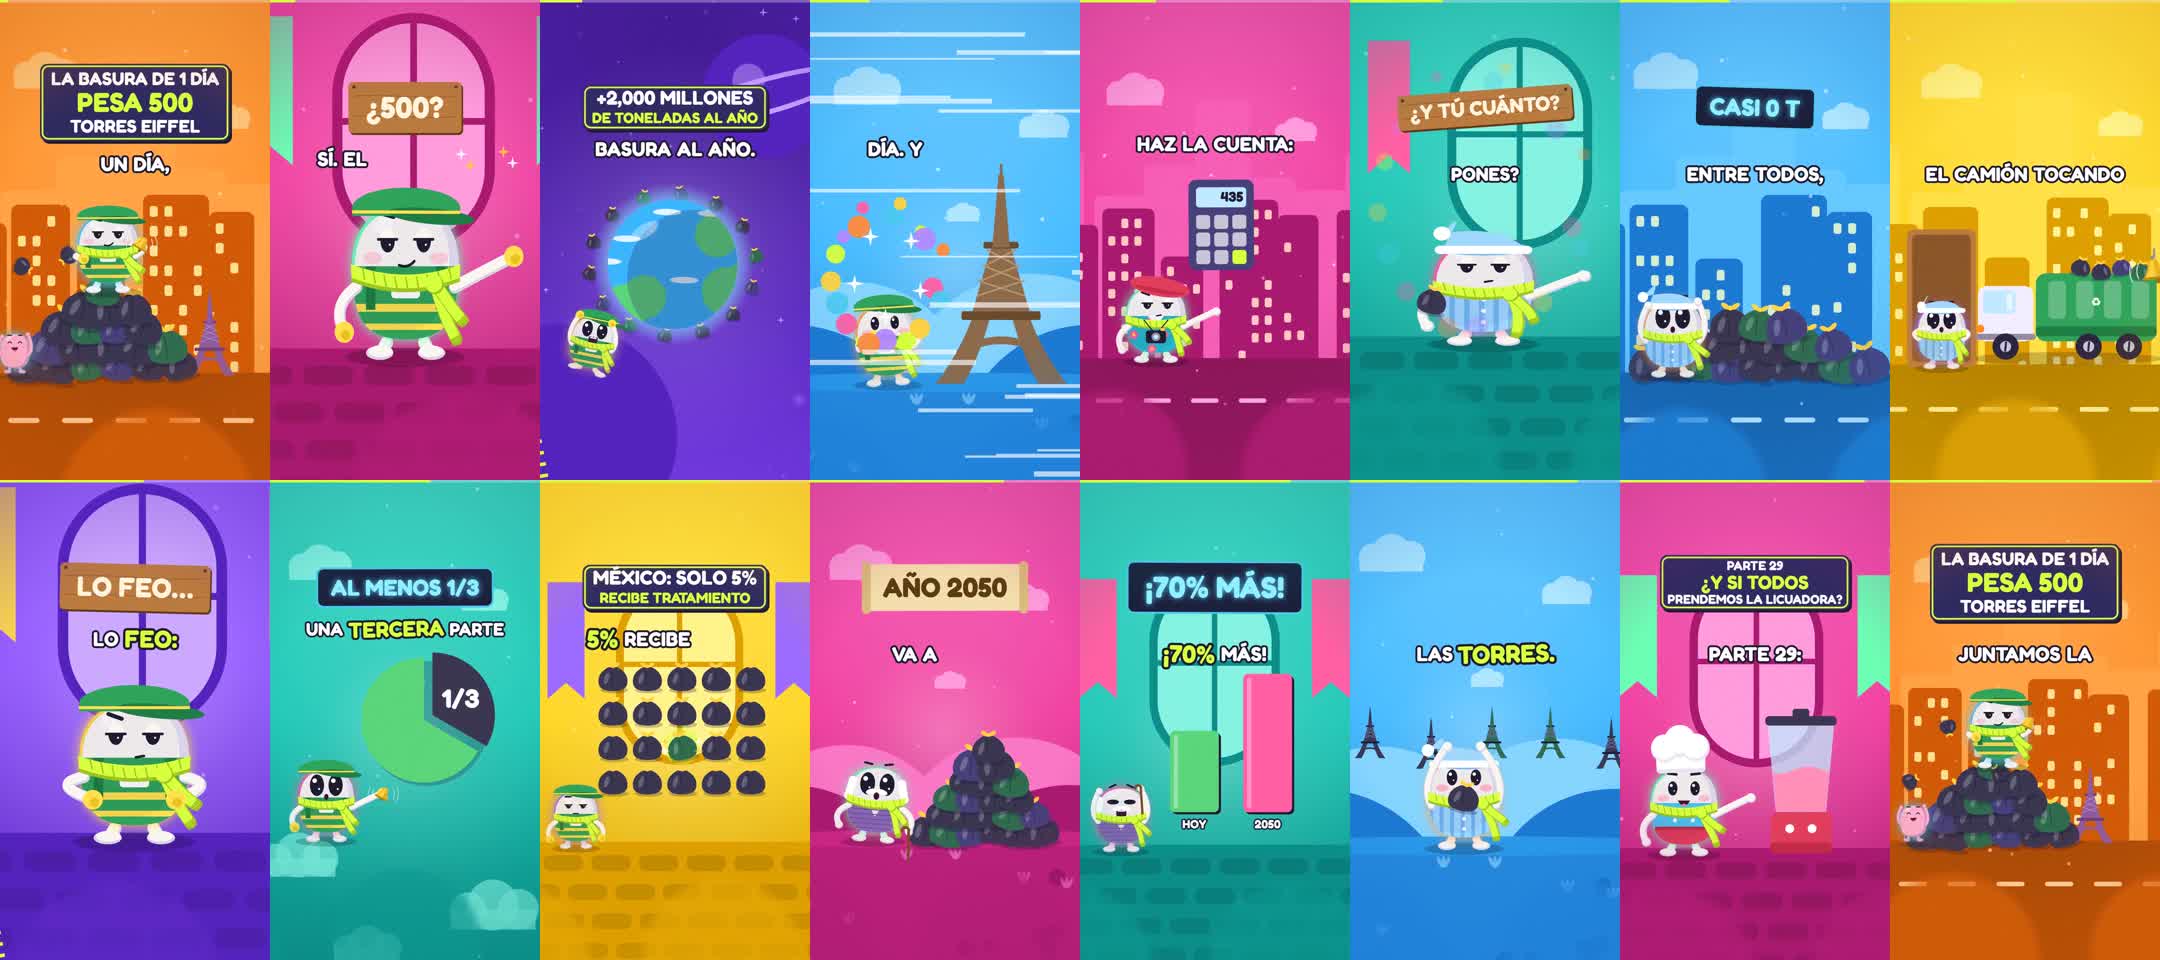 LA BASURA DE 1 DÍA
PESA 500
TORRES EIFFEL
UN DÍA,
¿500?
SÍ. EL
+2,000 MILLONES
DE TONELADAS AL AÑO
BASURA AL AÑO.
DÍA. Y
HAZ LA CUENTA:
435
¿Y TÚ CUÁNTO?
PONES?
CASI 0 T
ENTRE TODOS,
EL CAMIÓN TOCANDO
LO FEO...
LO FEO:
AL MENOS 1/3
UNA TERCERA PARTE
1/3
MÉXICO: SOLO 5%
RECIBE TRATAMIENTO
5% RECIBE
AÑO 2050
VA A
¡70% MÁS!
¡70% MÁS!
HOY
2050
LAS TORRES.
PARTE 29
¿Y SI TODOS
PRENDEMOS LA LICUADORA?
PARTE 29:
LA BASURA DE 1 DÍA
PESA 500
TORRES EIFFEL
JUNTAMOS LA